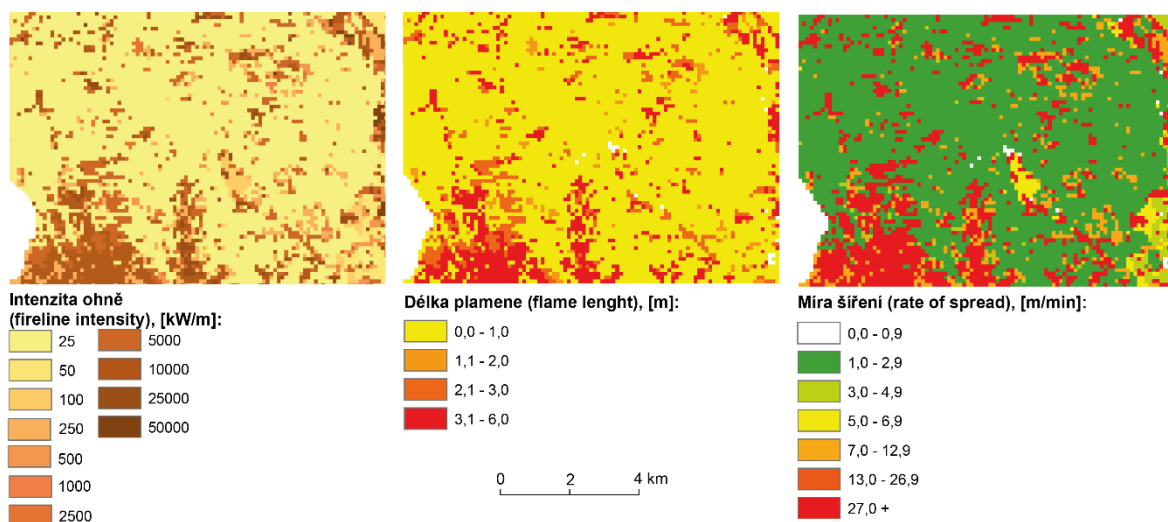 Intenzita ohně
(fireline intensity), [kW/m]:
25
50
100
250
500
1000
2500
5000
10000
25000
50000
Délka plamene (flame lenght), [m]:
0,0 - 1,0
1,1 - 2,0
2,1 - 3,0
3,1 - 6,0
0 2 4 km
Míra šíření (rate of spread), [m/min]:
0,0 - 0,9
1,0 - 2,9
3,0 - 4,9
5,0 - 6,9
7,0 - 12,9
13,0 - 26,9
27,0 +